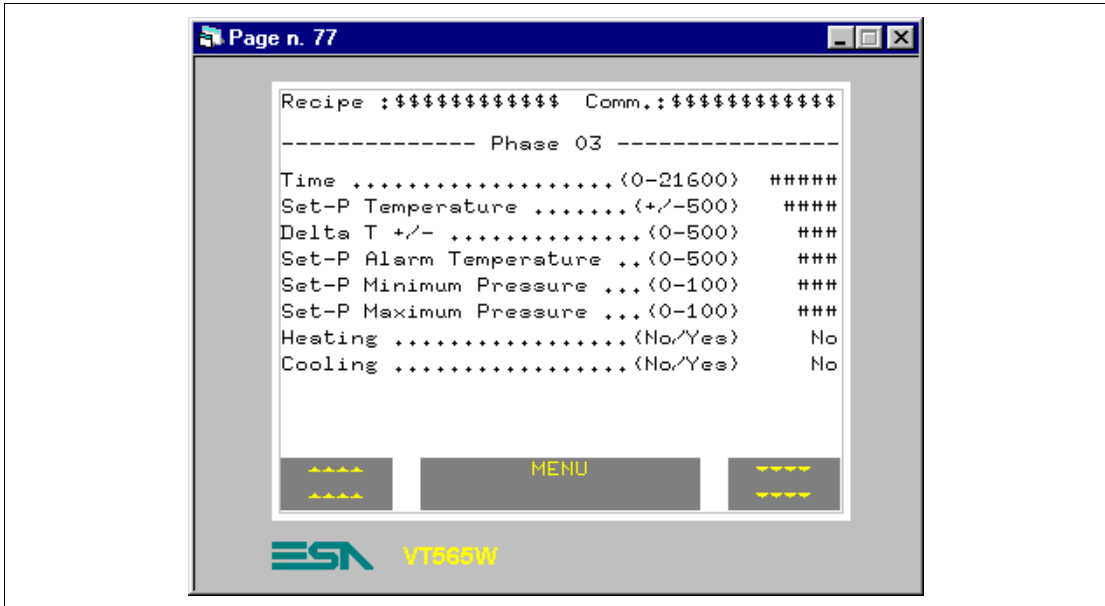 Page n. 77
Recipe :$$$$$$$$$$$$ Comm.:$$$$$$$$$$$$
-------------- Phase 03 ----------------
Time ...................(0-21600) #####
Set-P Temperature .......(+/-500) ####
Delta T +/- ..............(0-500) ###
Set-P Alarm Temperature ..(0-500) ###
Set-P Minimum Pressure ...(0-100) ###
Set-P Maximum Pressure ...(0-100) ###
Heating .................(No/Yes) No
Cooling .................(No/Yes) No
MENU
ESA VT565W